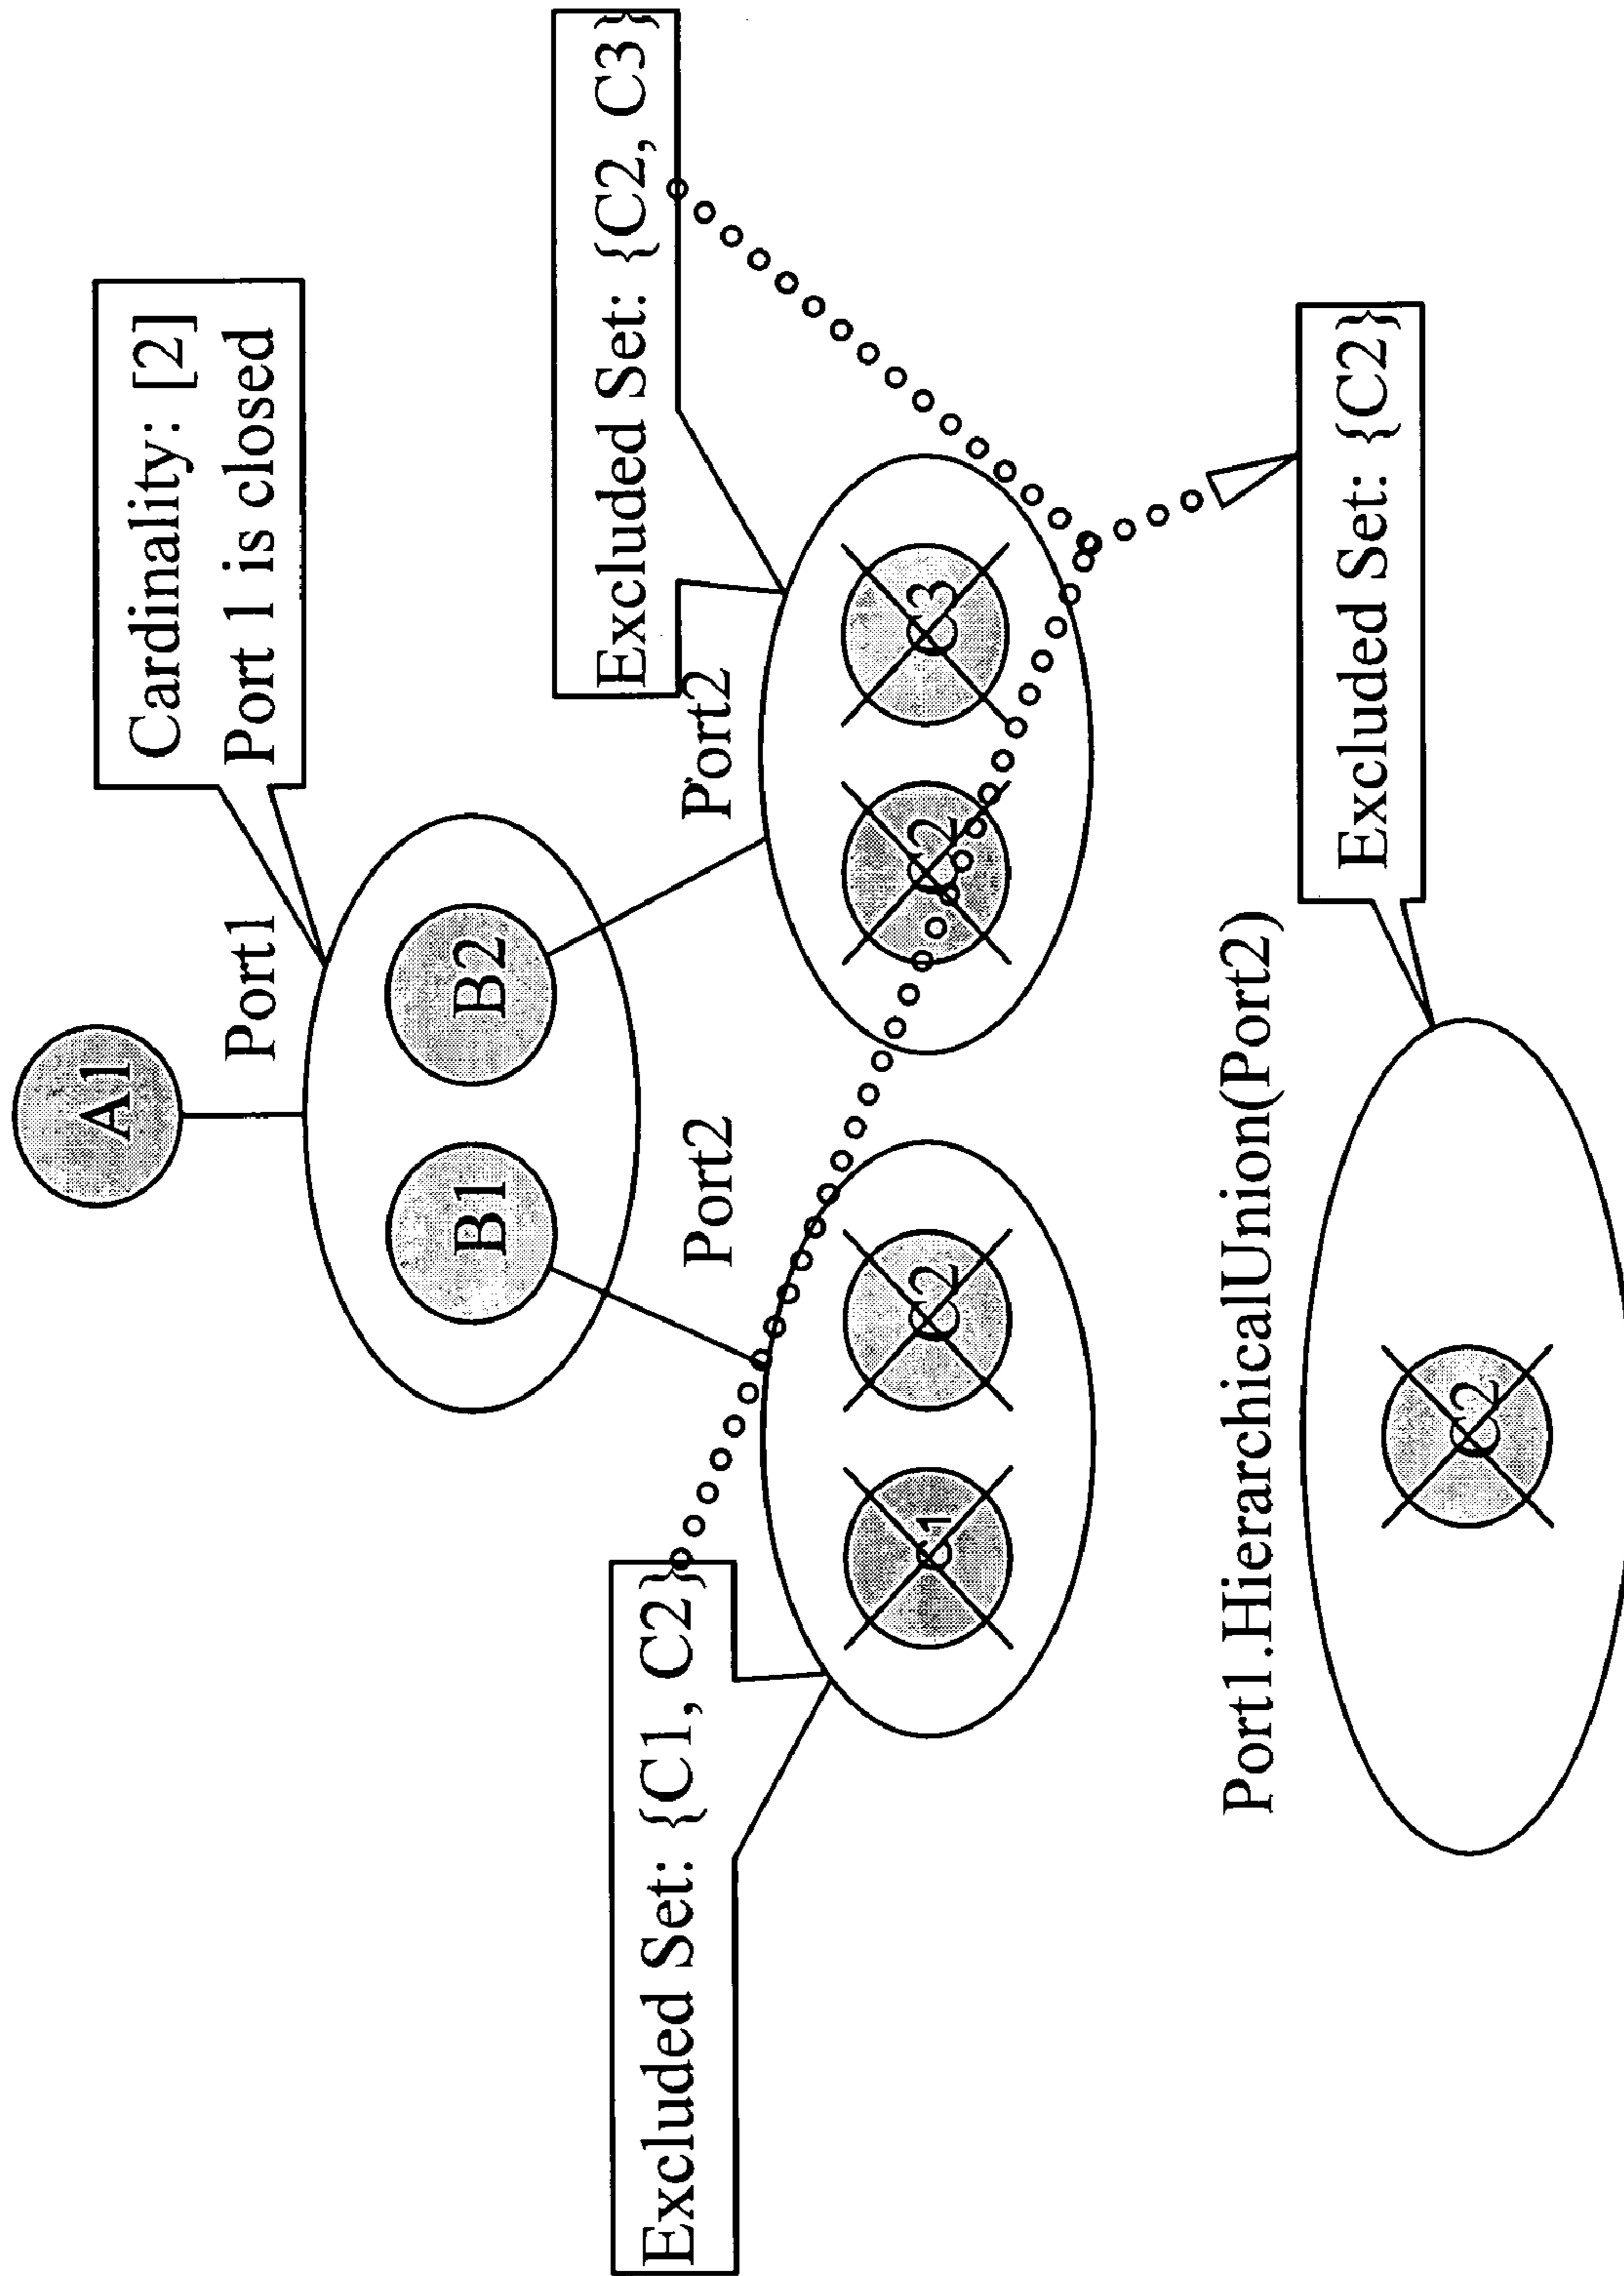 A1
Port1
Cardinality: [2]
Port 1 is closed
B1
B2
Port2
Port2
Excluded Set: {C1, C2}
Excluded Set: {C2, C3}
C1
C2
C2
C3
Port1.HierarchicalUnion(Port2)
Excluded Set: {C2}
C2